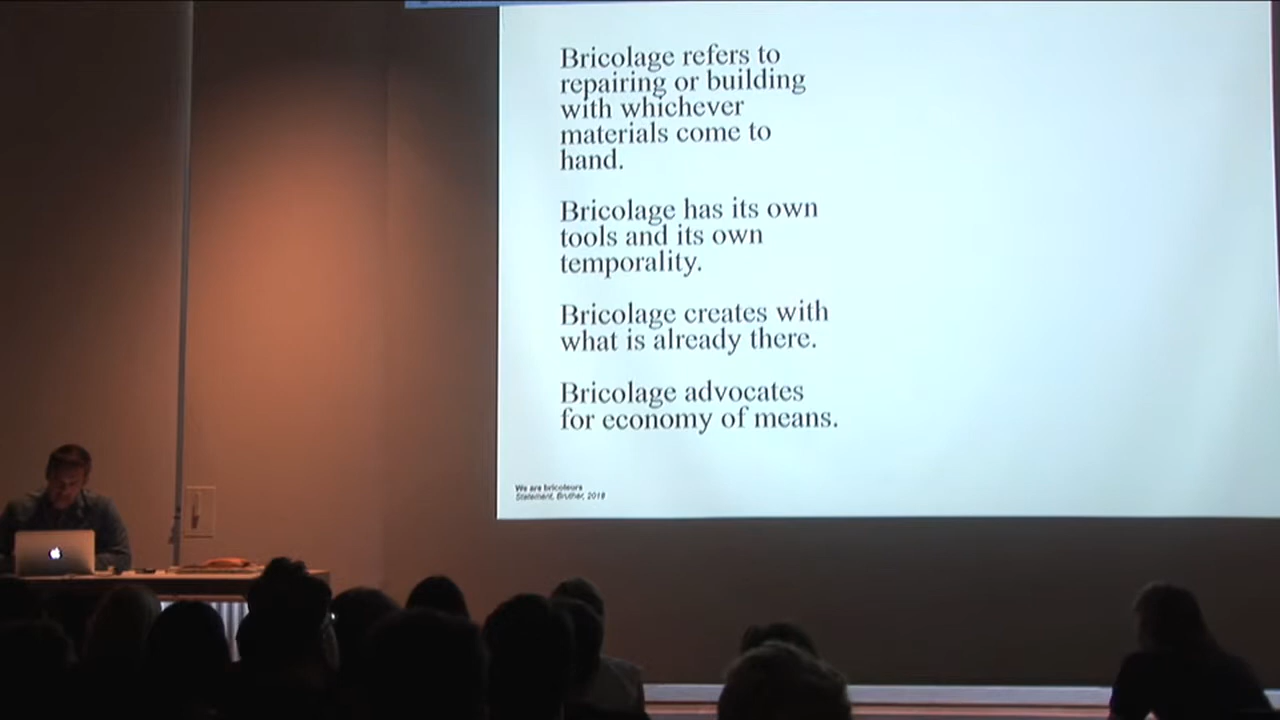 Bricolage refers to
repairing or building
with whichever
materials come to
hand.
Bricolage has its own
tools and its own
temporality.
Bricolage creates with
what is already there.
Bricolage advocates
for economy of means.
We are bricoleurs
Statement, Bruther, 2018